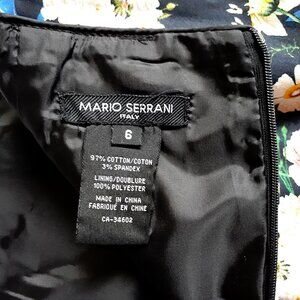 MARIO SERRANI
ITALY
6
97% COTTON/COTON
3% SPANDEX
LINING/DOUBLURE
100% POLYESTER
MADE IN CHINA
FABRIQUÉ EN CHINE
CA-34602